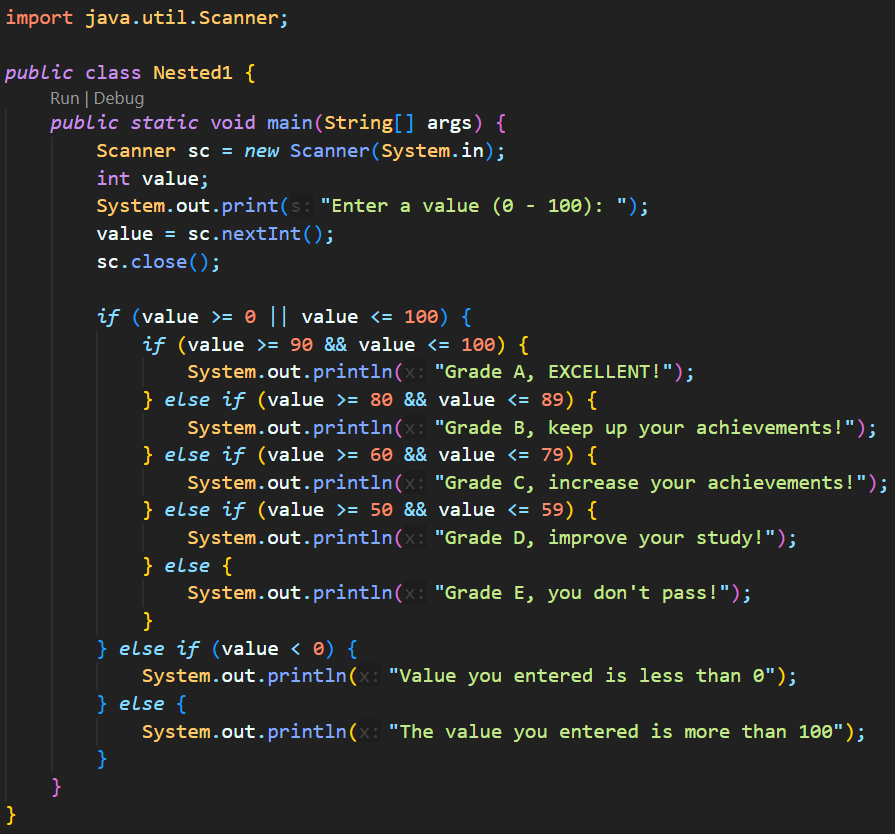 import java.util.Scanner;
public class Nested1 {
Run | Debug
public static void main(String[] args) {
Scanner sc = new Scanner(System.in);
int value;
System.out.print(s: "Enter a value (0 - 100): ");
value = sc.nextInt();
sc.close();
if (value >= 0 || value <= 100) {
if (value >= 90 && value <= 100) {
System.out.println(x: "Grade A, EXCELLENT!");
} else if (value >= 80 && value <= 89) {
System.out.println(x: "Grade B, keep up your achievements!");
} else if (value >= 60 && value <= 79) {
System.out.println(x: "Grade C, increase your achievements!");
} else if (value >= 50 && value <= 59) {
System.out.println(x: "Grade D, improve your study!");
} else {
System.out.println(x: "Grade E, you don't pass!");
}
} else if (value < 0) {
System.out.println(x: "Value you entered is less than 0");
} else {
System.out.println(x: "The value you entered is more than 100");
}
}
}